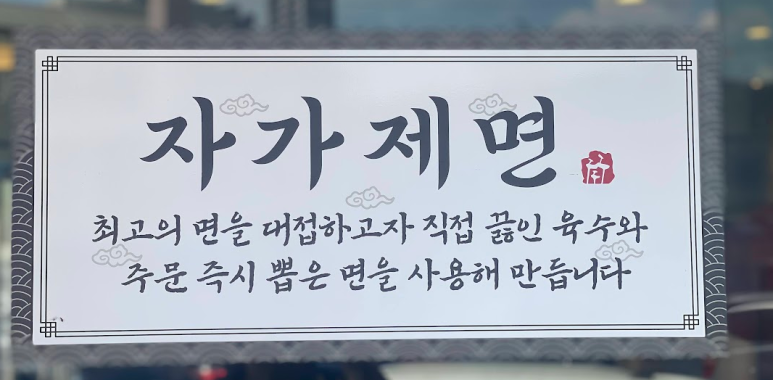 자가제면
최고의 면을 대접하고자 직접 끓인 육수와
주문 즉시 뽑은 면을 사용해 만듭니다